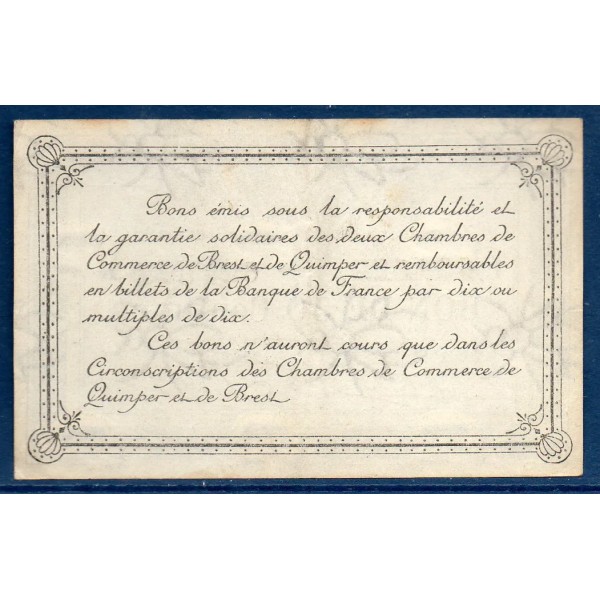 Bons émis sous la responsabilité et
la garantie solidaires des deux Chambres de
Commerce de Brest et de Quimper et remboursables
en billets de la Banque de France par dix ou
multiples de dix.
Ces bons n'auront cours que dans les
Circonscriptions des Chambres de Commerce de
Quimper et de Brest